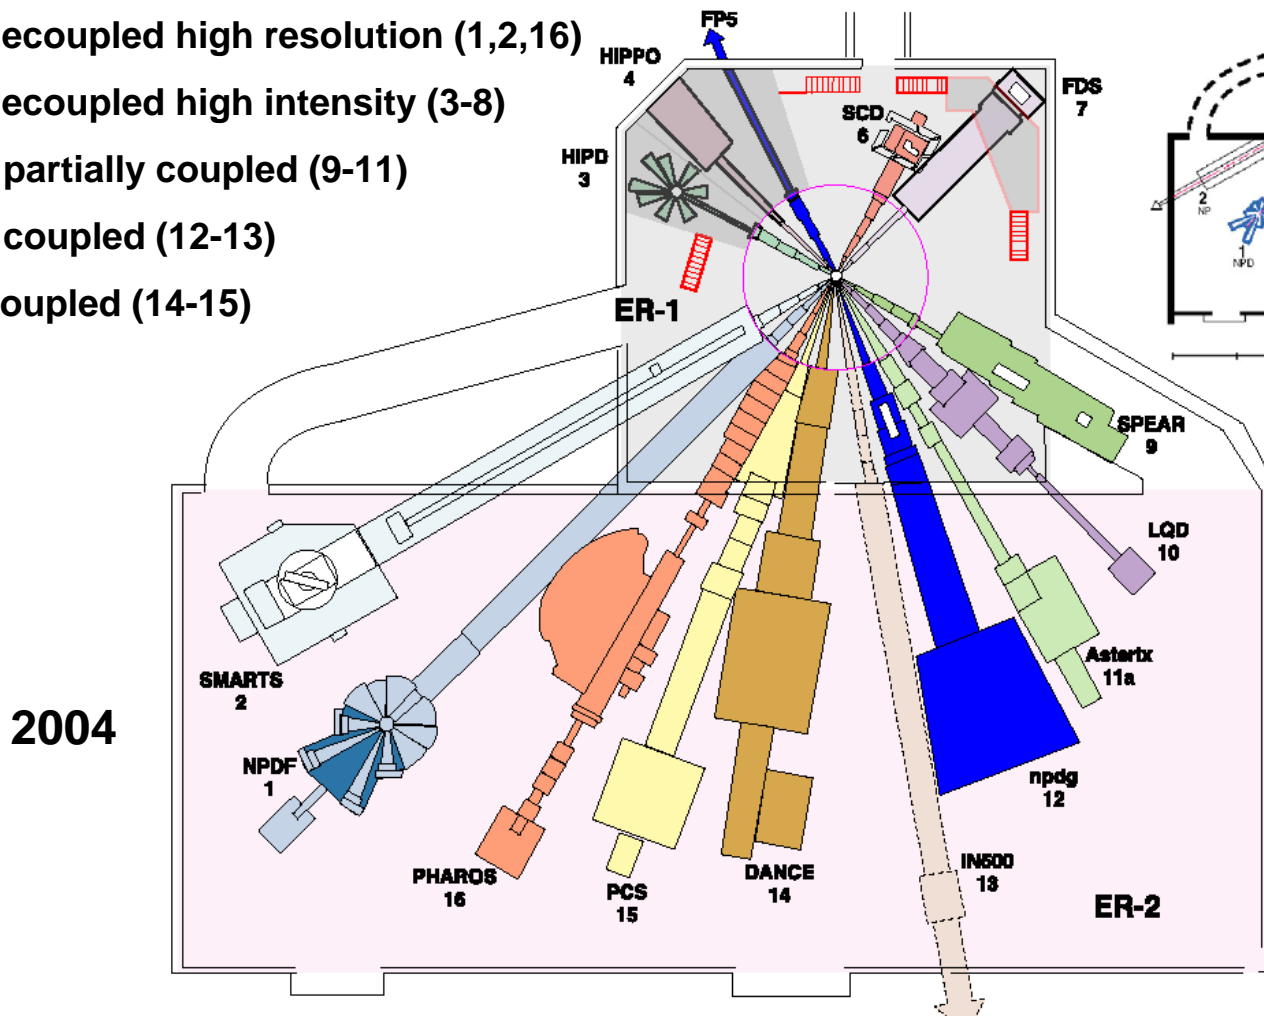 ecoupled high resolution (1,2,16)
ecoupled high intensity (3-8)
partially coupled (9-11)
coupled (12-13)
oupled (14-15)
FP5
HIPPO
4
FDS
7
SCD
6
HIPD
3
2
NP
1
NPD
ER-1
SPEAR
9
LQD
10
Asterix
11a
SMARTS
2
2004
NPDF
1
npdg
12
PHAROS
16
PCS
15
DANCE
14
IN500
13
ER-2